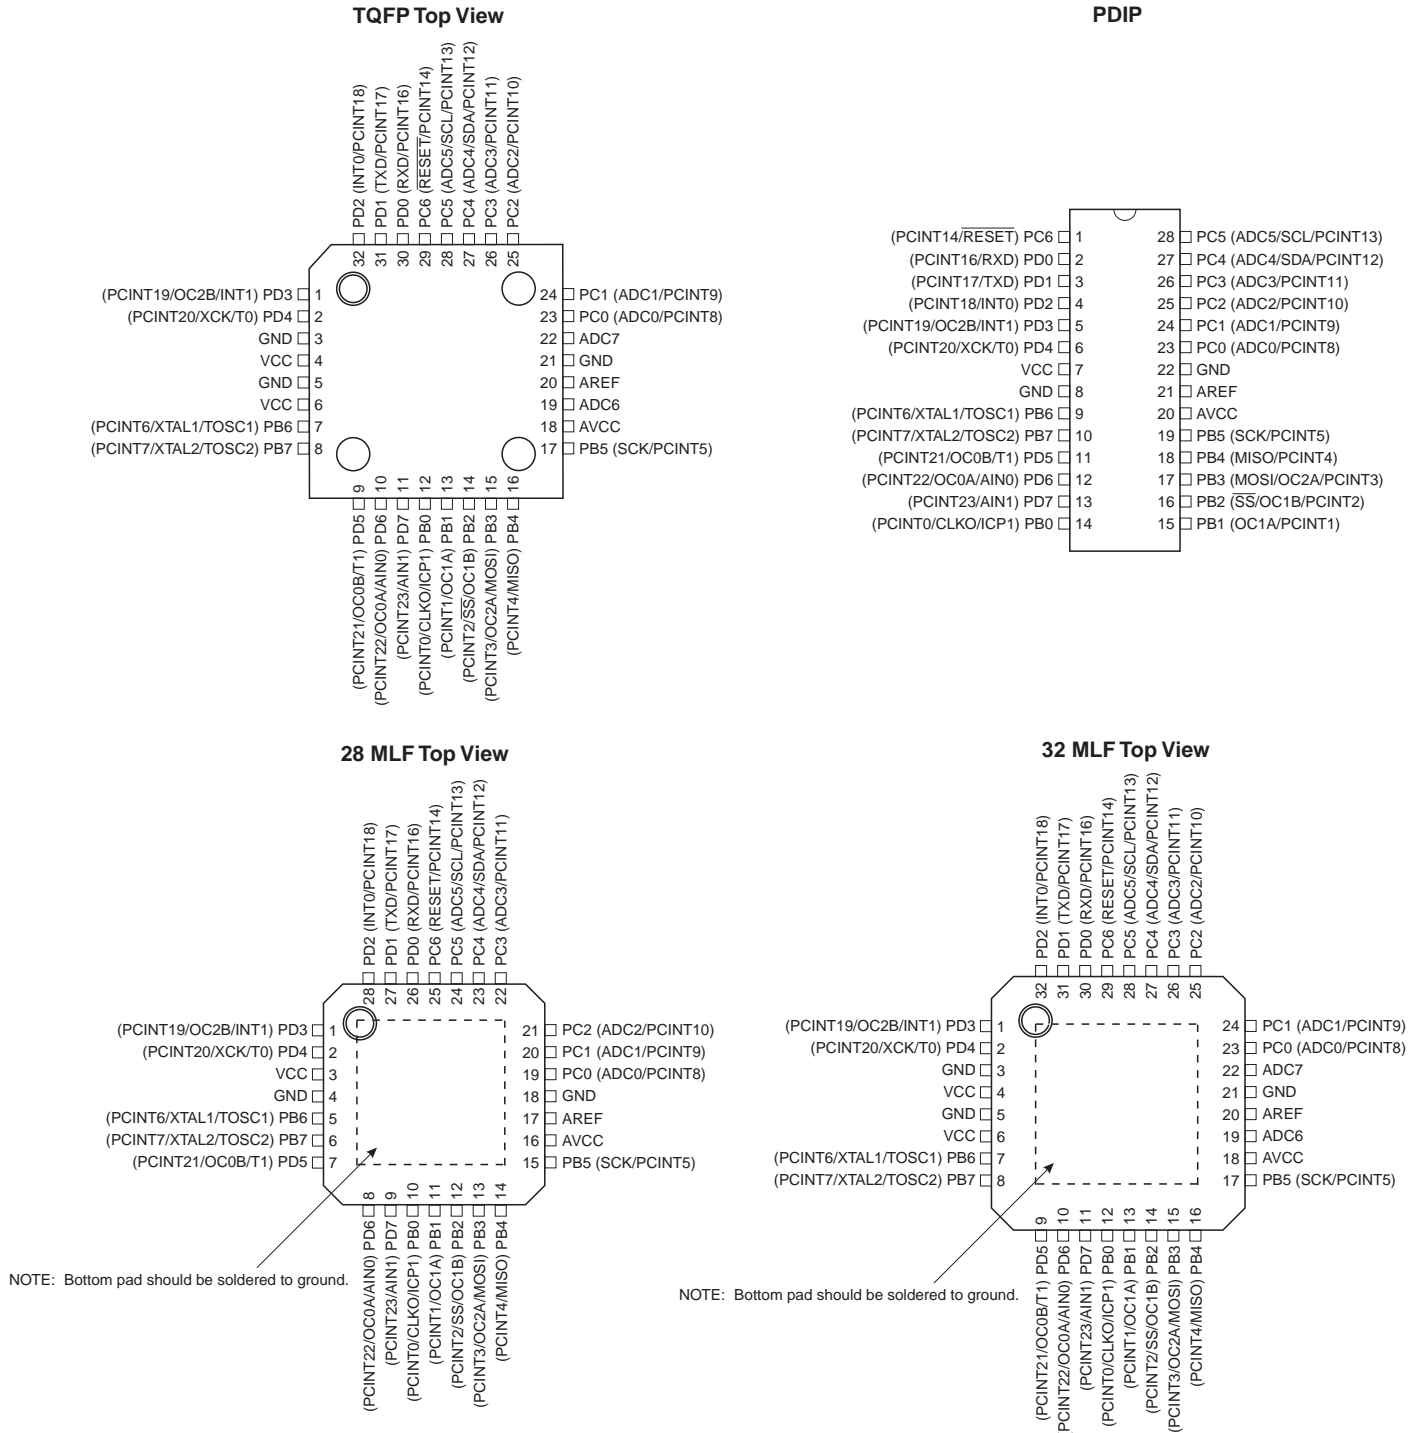 TQFP Top View
32 PD2 (INT0/PCINT18)
31 PD1 (TXD/PCINT17)
30 PD0 (RXD/PCINT16)
29 PC6 (RESET/PCINT14)
28 PC5 (ADC5/SCL/PCINT13)
27 PC4 (ADC4/SDA/PCINT12)
26 PC3 (ADC3/PCINT11)
25 PC2 (ADC2/PCINT10)
(PCINT19/OC2B/INT1) PD3 1
(PCINT20/XCK/T0) PD4 2
GND 3
VCC 4
GND 5
VCC 6
(PCINT6/XTAL1/TOSC1) PB6 7
(PCINT7/XTAL2/TOSC2) PB7 8
24 PC1 (ADC1/PCINT9)
23 PC0 (ADC0/PCINT8)
22 ADC7
21 GND
20 AREF
19 ADC6
18 AVCC
17 PB5 (SCK/PCINT5)
(PCINT21/OC0B/T1) PD5 9
(PCINT22/OC0A/AIN0) PD6 10
(PCINT23/AIN1) PD7 11
(PCINT0/CLKO/ICP1) PB0 12
(PCINT1/OC1A) PB1 13
(PCINT2/SS/OC1B) PB2 14
(PCINT3/OC2A/MOSI) PB3 15
(PCINT4/MISO) PB4 16
PDIP
(PCINT14/RESET) PC6 1
(PCINT16/RXD) PD0 2
(PCINT17/TXD) PD1 3
(PCINT18/INT0) PD2 4
(PCINT19/OC2B/INT1) PD3 5
(PCINT20/XCK/T0) PD4 6
VCC 7
GND 8
(PCINT6/XTAL1/TOSC1) PB6 9
(PCINT7/XTAL2/TOSC2) PB7 10
(PCINT21/OC0B/T1) PD5 11
(PCINT22/OC0A/AIN0) PD6 12
(PCINT23/AIN1) PD7 13
(PCINT0/CLKO/ICP1) PB0 14
28 PC5 (ADC5/SCL/PCINT13)
27 PC4 (ADC4/SDA/PCINT12)
26 PC3 (ADC3/PCINT11)
25 PC2 (ADC2/PCINT10)
24 PC1 (ADC1/PCINT9)
23 PC0 (ADC0/PCINT8)
22 GND
21 AREF
20 AVCC
19 PB5 (SCK/PCINT5)
18 PB4 (MISO/PCINT4)
17 PB3 (MOSI/OC2A/PCINT3)
16 PB2 (SS/OC1B/PCINT2)
15 PB1 (OC1A/PCINT1)
28 MLF Top View
28 PD2 (INT0/PCINT18)
27 PD1 (TXD/PCINT17)
26 PD0 (RXD/PCINT16)
25 PC6 (RESET/PCINT14)
24 PC5 (ADC5/SCL/PCINT13)
23 PC4 (ADC4/SDA/PCINT12)
22 PC3 (ADC3/PCINT11)
(PCINT19/OC2B/INT1) PD3 1
(PCINT20/XCK/T0) PD4 2
VCC 3
GND 4
(PCINT6/XTAL1/TOSC1) PB6 5
(PCINT7/XTAL2/TOSC2) PB7 6
(PCINT21/OC0B/T1) PD5 7
21 PC2 (ADC2/PCINT10)
20 PC1 (ADC1/PCINT9)
19 PC0 (ADC0/PCINT8)
18 GND
17 AREF
16 AVCC
15 PB5 (SCK/PCINT5)
(PCINT22/OC0A/AIN0) PD6 8
(PCINT23/AIN1) PD7 9
(PCINT0/CLKO/ICP1) PB0 10
(PCINT1/OC1A) PB1 11
(PCINT2/SS/OC1B) PB2 12
(PCINT3/OC2A/MOSI) PB3 13
(PCINT4/MISO) PB4 14
NOTE: Bottom pad should be soldered to ground.
32 MLF Top View
32 PD2 (INT0/PCINT18)
31 PD1 (TXD/PCINT17)
30 PD0 (RXD/PCINT16)
29 PC6 (RESET/PCINT14)
28 PC5 (ADC5/SCL/PCINT13)
27 PC4 (ADC4/SDA/PCINT12)
26 PC3 (ADC3/PCINT11)
25 PC2 (ADC2/PCINT10)
(PCINT19/OC2B/INT1) PD3 1
(PCINT20/XCK/T0) PD4 2
GND 3
VCC 4
GND 5
VCC 6
(PCINT6/XTAL1/TOSC1) PB6 7
(PCINT7/XTAL2/TOSC2) PB7 8
24 PC1 (ADC1/PCINT9)
23 PC0 (ADC0/PCINT8)
22 ADC7
21 GND
20 AREF
19 ADC6
18 AVCC
17 PB5 (SCK/PCINT5)
(PCINT21/OC0B/T1) PD5 9
PCINT22/OC0A/AIN0) PD6 10
(PCINT23/AIN1) PD7 11
(PCINT0/CLKO/ICP1) PB0 12
(PCINT1/OC1A) PB1 13
(PCINT2/SS/OC1B) PB2 14
(PCINT3/OC2A/MOSI) PB3 15
(PCINT4/MISO) PB4 16
NOTE: Bottom pad should be soldered to ground.